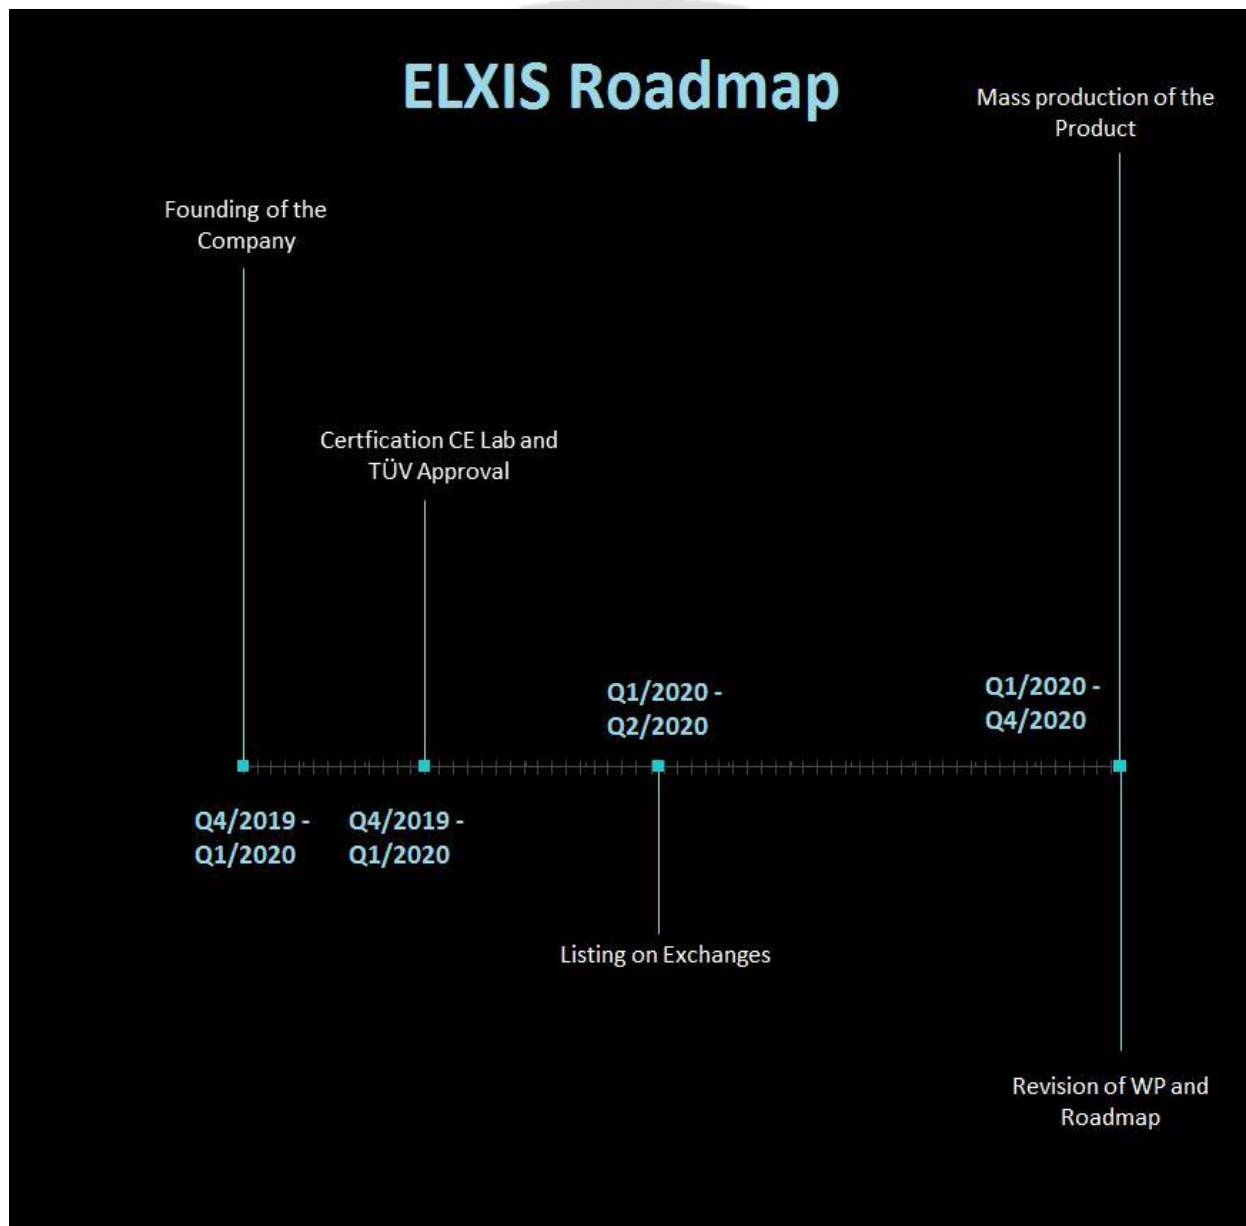 ELXIS Roadmap
Mass production of the
Product
Founding of the
Company
Certfication CE Lab and
TÜV Approval
Q1/2020 -
Q2/2020
Q1/2020 -
Q4/2020
Q4/2019 -
Q1/2020
Q4/2019 -
Q1/2020
Listing on Exchanges
Revision of WP and
Roadmap